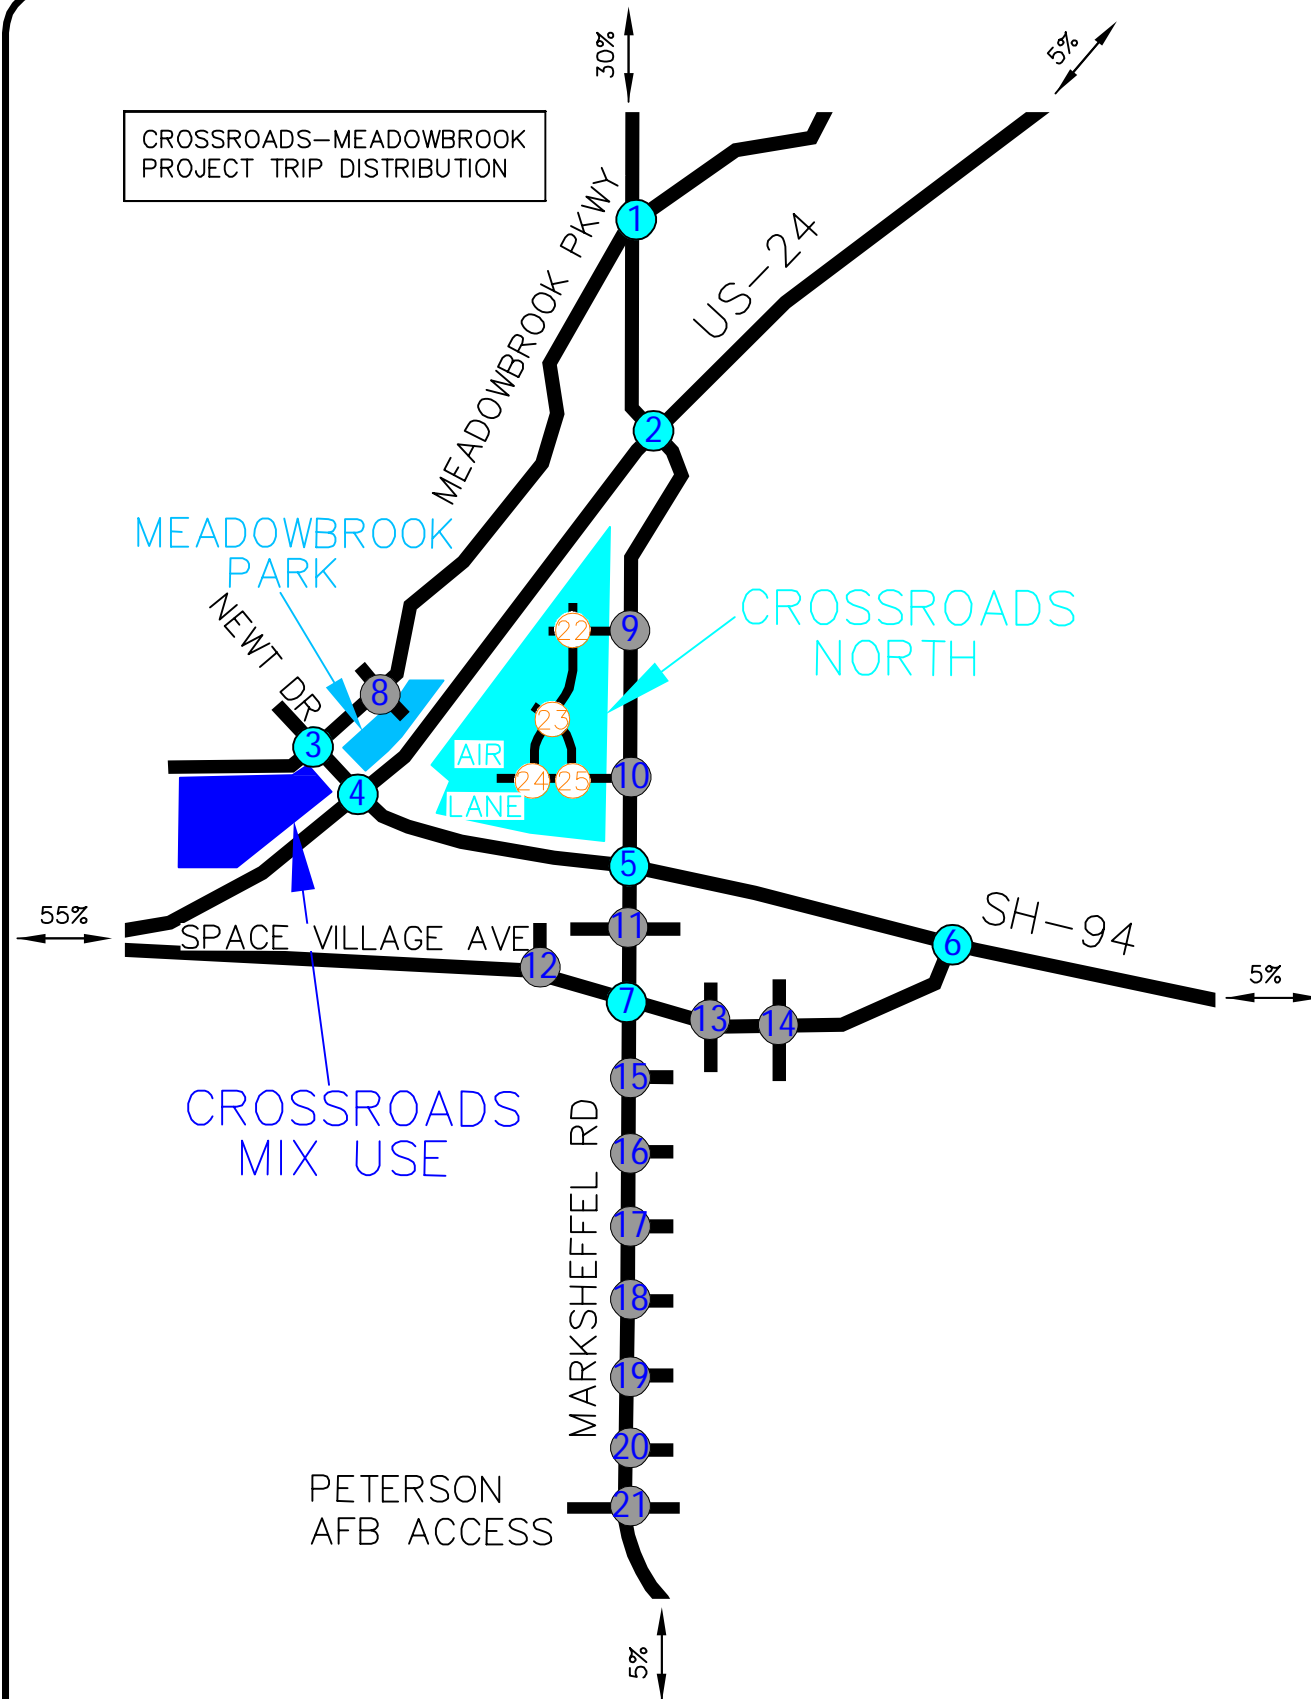 30%
5%
CROSSROADS-MEADOWBROOK
PROJECT TRIP DISTRIBUTION
MEADOWBROOK PKWY
1
US-24
2
MEADOWBROOK
PARK
NEWT DR
CROSSROADS
NORTH
22
9
8
23
3
AIR
LANE
24
25
10
4
5
55%
SPACE VILLAGE AVE
11
SH-94
6
12
5%
7
13
14
15
CROSSROADS
MIX USE
MARKSHEFFEL RD
16
17
18
19
20
PETERSON
AFB ACCESS
21
5%